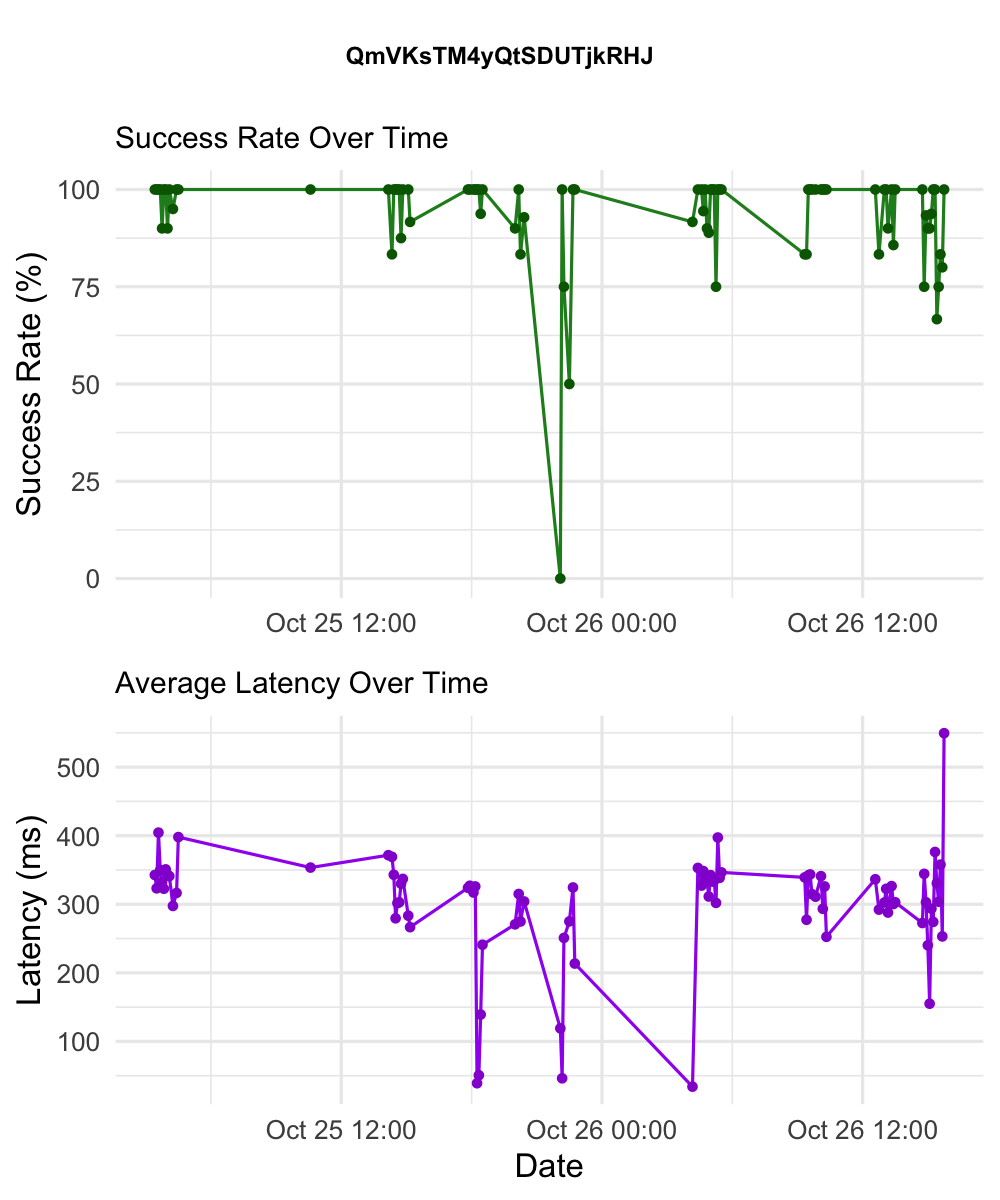 QmVKsTM4yQtSDUTjkRHJ
Success Rate Over Time
Success Rate (%)
100
75
50
25
0
Oct 25 12:00 Oct 26 00:00 Oct 26 12:00
Average Latency Over Time
Latency (ms)
500
400
300
200
100
Oct 25 12:00 Oct 26 00:00 Oct 26 12:00
Date